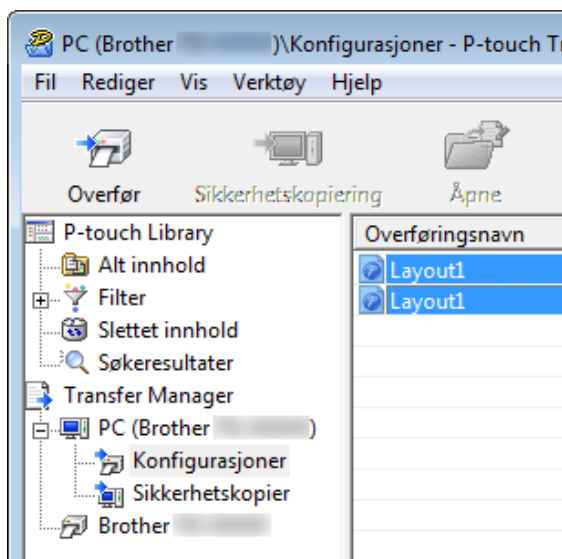 PC (Brother )\Konfigurasjoner - P-touch
Fil Rediger Vis Verktøy Hjelp
Overfør Sikkerhetskopiering Åpne
P-touch Library
Overføringsnavn
Alt innhold
Layout1
Filter
Layout1
Slettet innhold
Søkeresultater
Transfer Manager
PC (Brother )
Konfigurasjoner
Sikkerhetskopier
Brother